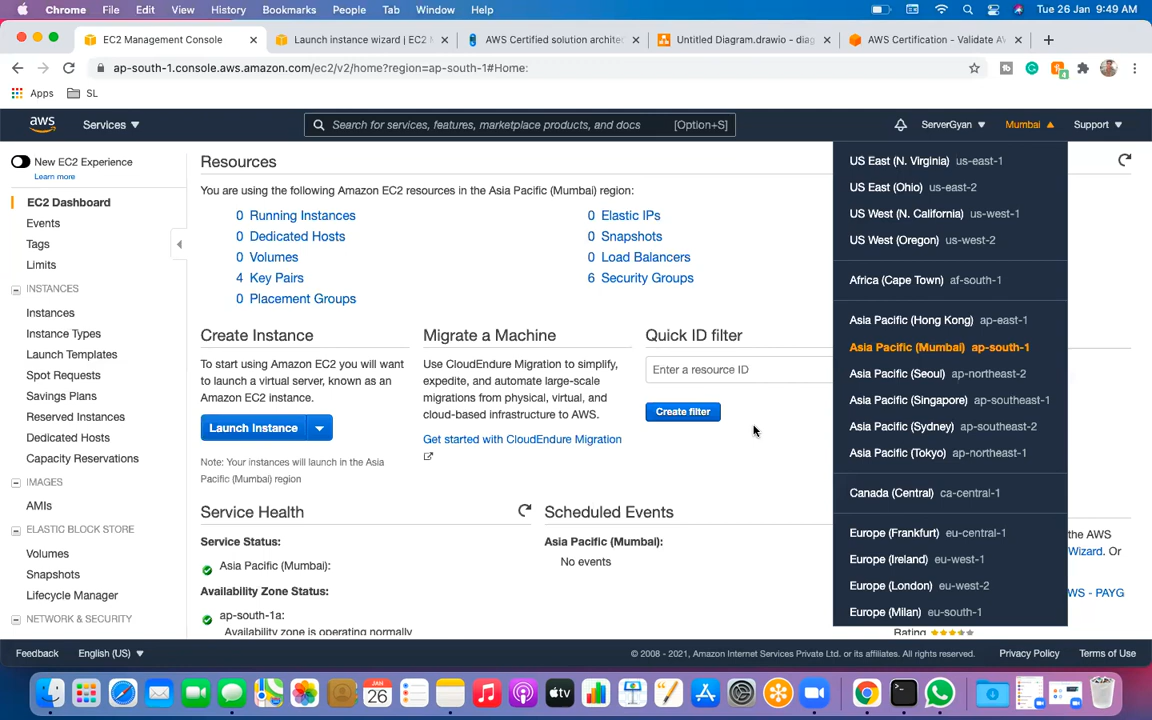 Chrome File Edit View History Bookmarks People Tab Window Help Tue 26 Jan 9:49 AM
EC2 Management Console
Launch instance wizard | EC2 M
AWS Certified solution architec
Untitled Diagram.drawio - diag
AWS Certification - Validate AV
ap-south-1.console.aws.amazon.com/ec2/v2/home?region=ap-south-1#Home:
4
Apps SL
aws Services Search for services, features, marketplace products, and docs [Option+S] ServerGyan Mumbai Support
New EC2 Experience
Learn more
EC2 Dashboard
Events
Tags
Limits
INSTANCES
Instances
Instance Types
Launch Templates
Spot Requests
Savings Plans
Reserved Instances
Dedicated Hosts
Capacity Reservations
IMAGES
AMIs
ELASTIC BLOCK STORE
Volumes
Snapshots
Lifecycle Manager
NETWORK & SECURITY
Resources
You are using the following Amazon EC2 resources in the Asia Pacific (Mumbai) region:
0 Running Instances
0 Dedicated Hosts
0 Volumes
4 Key Pairs
0 Placement Groups
0 Elastic IPs
0 Snapshots
0 Load Balancers
6 Security Groups
Create Instance
To start using Amazon EC2 you will want
to launch a virtual server, known as an
Amazon EC2 instance.
Launch Instance
Note: Your instances will launch in the Asia
Pacific (Mumbai) region
Migrate a Machine
Use CloudEndure Migration to simplify,
expedite, and automate large-scale
migrations from physical, virtual, and
cloud-based infrastructure to AWS.
Get started with CloudEndure Migration
Quick ID filter
Enter a resource ID
Create filter
Service Health
Service Status:
Asia Pacific (Mumbai):
Availability Zone Status:
ap-south-1a:
Availability zone is operating normally
Scheduled Events
Asia Pacific (Mumbai):
No events
US East (N. Virginia) us-east-1
US East (Ohio) us-east-2
US West (N. California) us-west-1
US West (Oregon) us-west-2
Africa (Cape Town) af-south-1
Asia Pacific (Hong Kong) ap-east-1
Asia Pacific (Mumbai) ap-south-1
Asia Pacific (Seoul) ap-northeast-2
Asia Pacific (Singapore) ap-southeast-1
Asia Pacific (Sydney) ap-southeast-2
Asia Pacific (Tokyo) ap-northeast-1
Canada (Central) ca-central-1
Europe (Frankfurt) eu-central-1
Europe (Ireland) eu-west-1
Europe (London) eu-west-2
Europe (Milan) eu-south-1
the AWS
Wizard. Or
WS - PAYG
Rating
Feedback English (US) © 2008 - 2021, Amazon Internet Services Private Ltd. or its affiliates. All rights reserved. Privacy Policy Terms of Use
JAN
26
tv